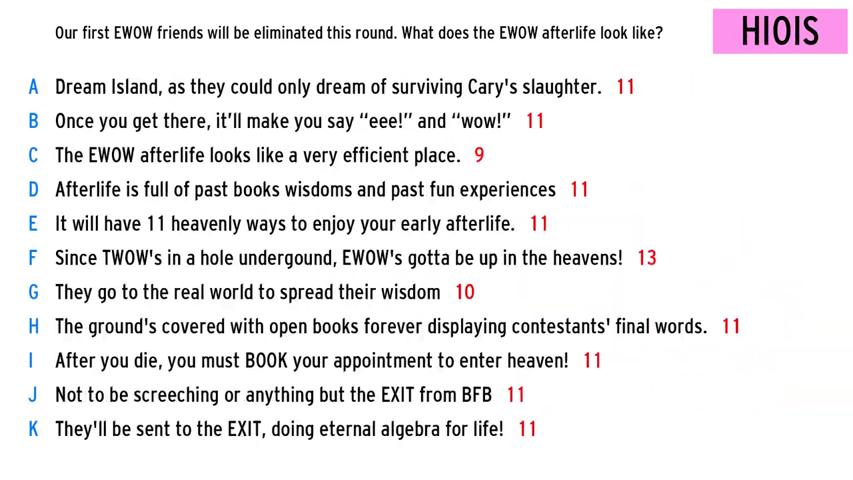 Our first EWOW friends will be eliminated this round. What does the EWOW afterlife look like?
HIOIS
A Dream Island, as they could only dream of surviving Cary's slaughter. 11
B Once you get there, it’ll make you say “eee!” and “wow!” 11
C The EWOW afterlife looks like a very efficient place. 9
D Afterlife is full of past books wisdoms and past fun experiences 11
E It will have 11 heavenly ways to enjoy your early afterlife. 11
F Since TWOW's in a hole undergound, EWOW's gotta be up in the heavens! 13
G They go to the real world to spread their wisdom 10
H The ground's covered with open books forever displaying contestants' final words. 11
I After you die, you must BOOK your appointment to enter heaven! 11
J Not to be screeching or anything but the EXIT from BFB 11
K They'll be sent to the EXIT, doing eternal algebra for life! 11